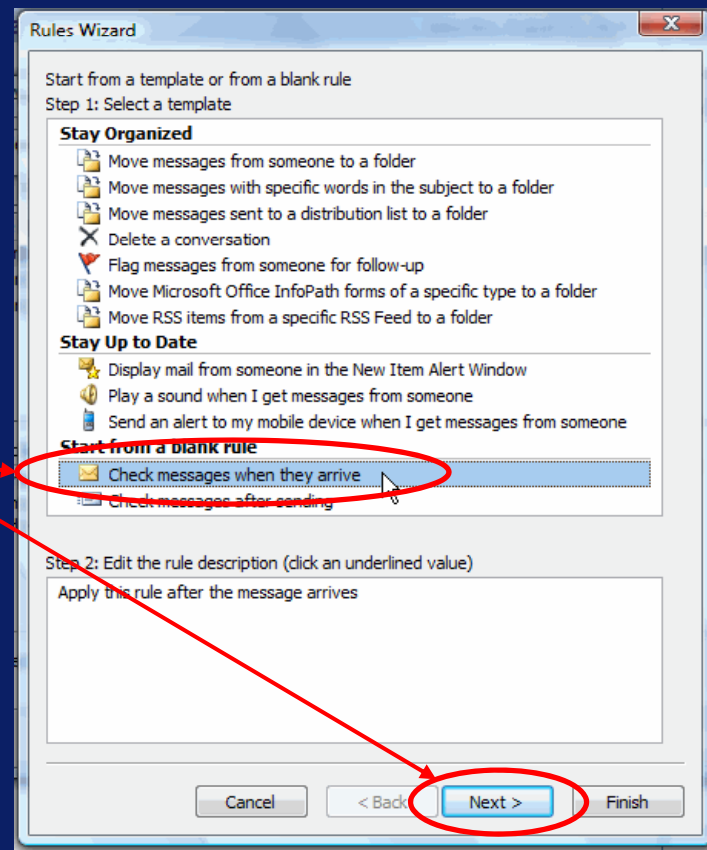 Rules Wizard
Start from a template or from a blank rule
Step 1: Select a template
Stay Organized
Move messages from someone to a folder
Move messages with specific words in the subject to a folder
Move messages sent to a distribution list to a folder
Delete a conversation
Flag messages from someone for follow-up
Move Microsoft Office InfoPath forms of a specific type to a folder
Move RSS items from a specific RSS Feed to a folder
Stay Up to Date
Display mail from someone in the New Item Alert Window
Play a sound when I get messages from someone
Send an alert to my mobile device when I get messages from someone
Start from a blank rule
Check messages when they arrive
Check messages after sending
Step 2: Edit the rule description (click an underlined value)
Apply this rule after the message arrives
Cancel < Back Next > Finish